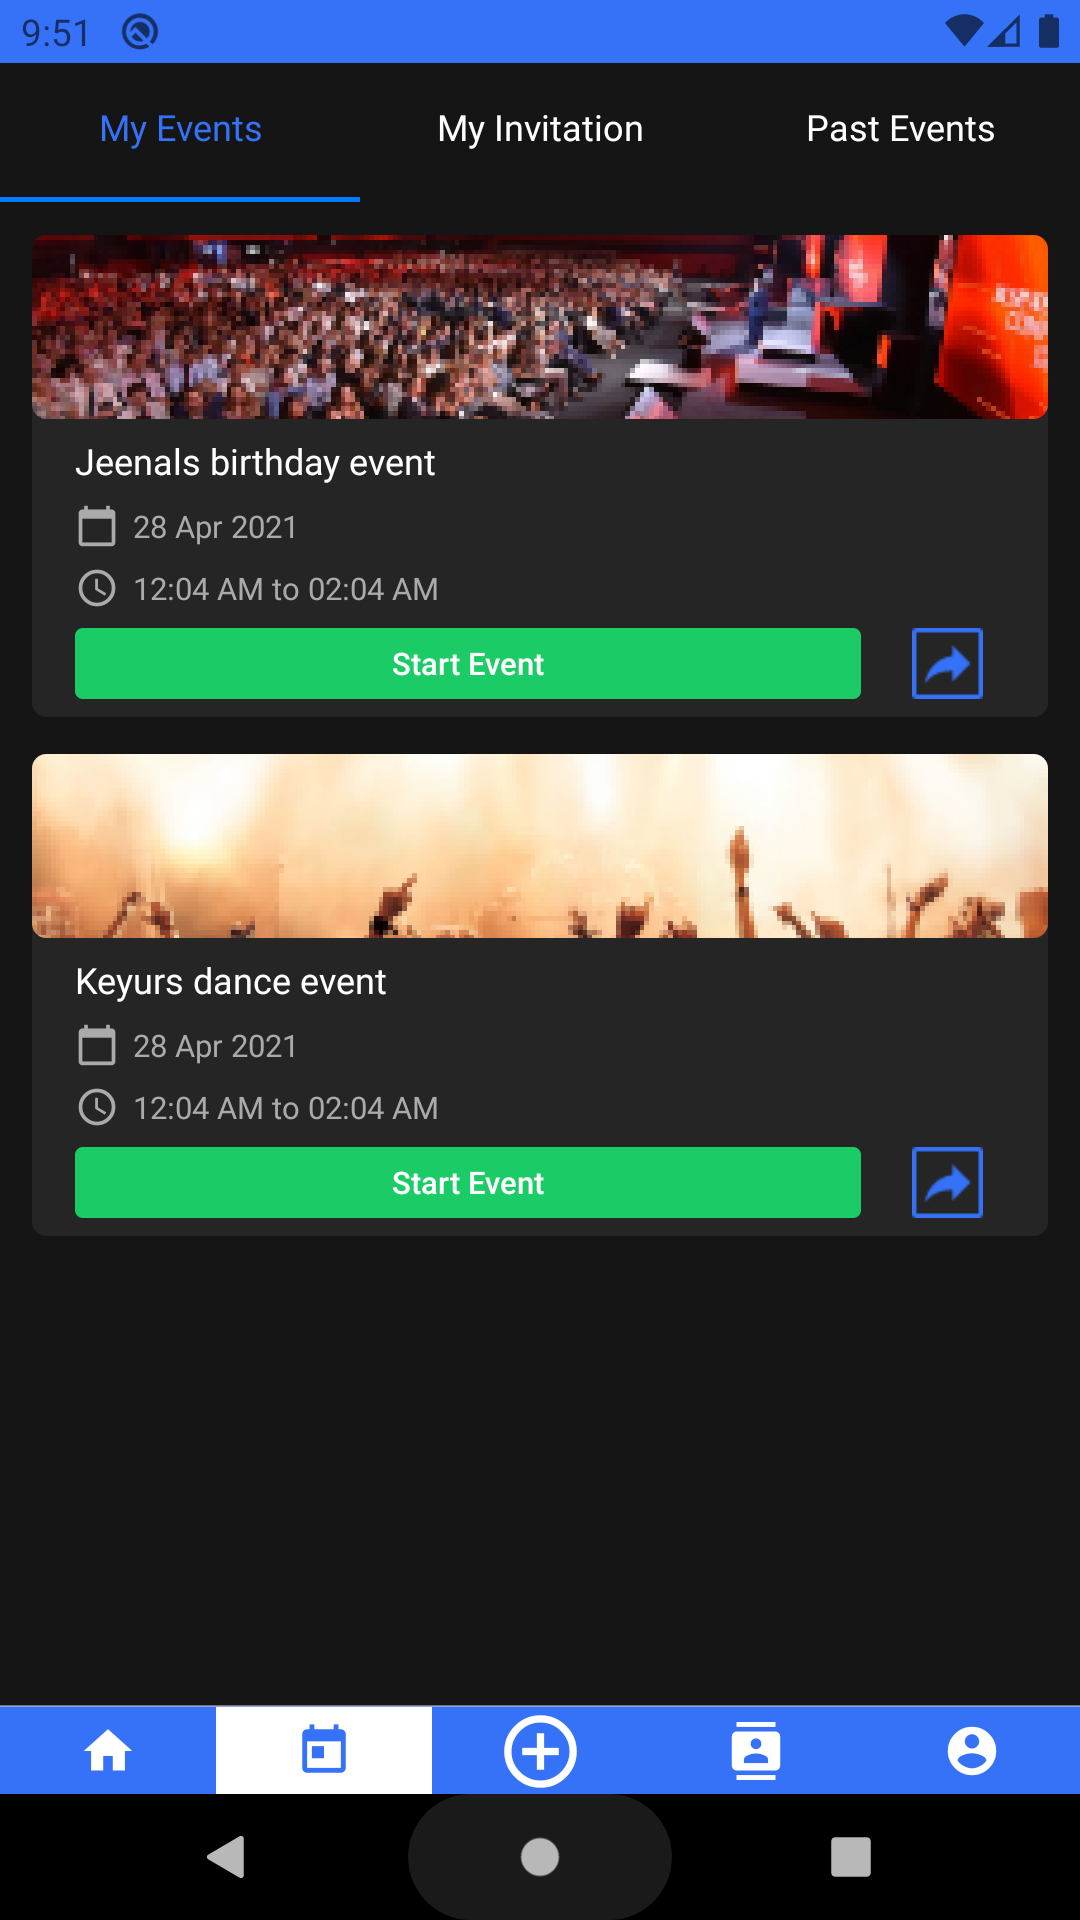 9:51
My Events
My Invitation
Past Events
Jeenals birthday event
28 Apr 2021
12:04 AM to 02:04 AM
Start Event
Keyurs dance event
28 Apr 2021
12:04 AM to 02:04 AM
Start Event